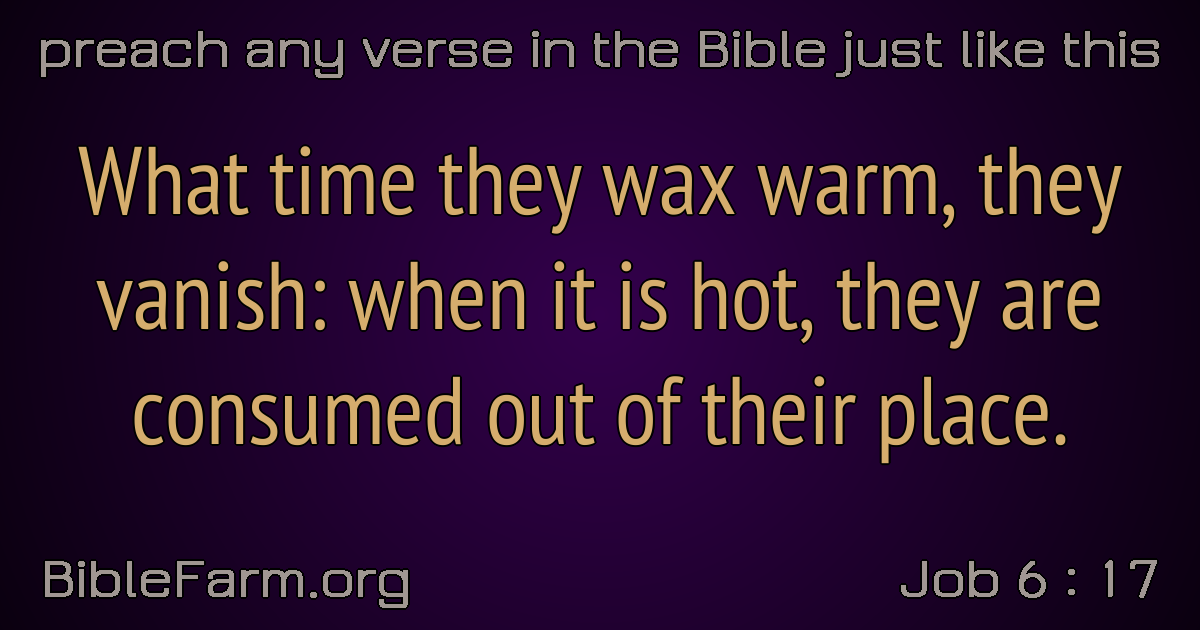 preach any verse in the Bible just like this
What time they wax warm, they
vanish: when it is hot, they are
consumed out of their place.
BibleFarm.org
Job 6 : 17